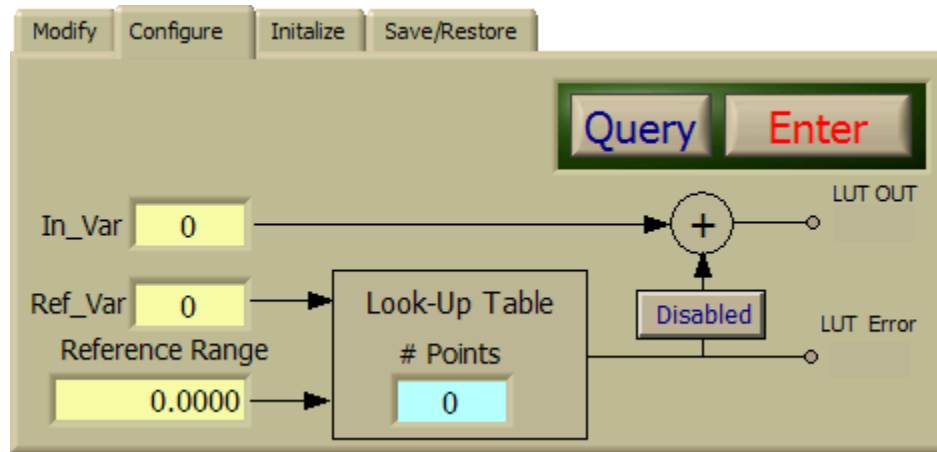 Modify Configure Initalize Save/Restore
Query Enter
LUT OUT
In_Var 0 +
Ref_Var 0 Look-Up Table Disabled
LUT Error
Reference Range # Points
0.0000 0